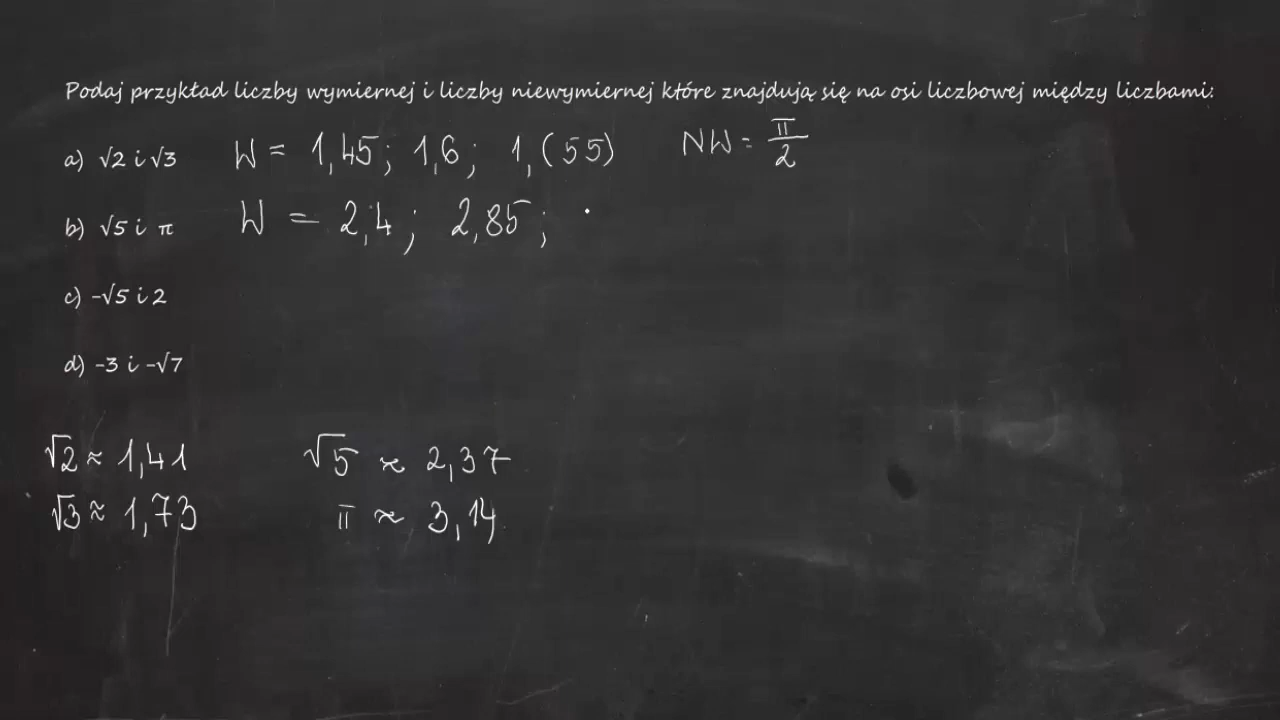 Podaj przykład liczby wymiernej i liczby niewymiernej które znajdują się na osi liczbowej między liczbami:
a) √2 i √3 W = 1,45; 1,6; 1,(55) NW = π/2
b) √5 i π W = 2,4; 2,85;
c) -√5 i 2
d) -3 i -√7
√2 ≈ 1,41 √5 ≈ 2,37
√3 ≈ 1,73 π ≈ 3,14